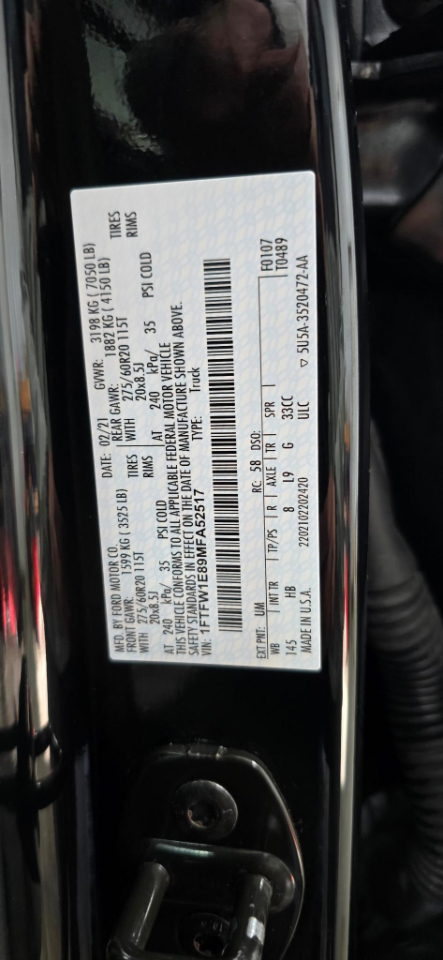 MFD. BY FORD MOTOR CO. DATE: 02/21 GVWR: 3198 KG ( 7050 LB)
FRONT GAWR: 1599 KG ( 3525 LB) REAR GAWR: 1882 KG ( 4150 LB)
WITH 275/60R20 115T TIRES WITH 275/60R20 115T TIRES
20x8.5J RIMS 20x8.5J RIMS
AT 240 kPa/ 35 PSI COLD AT 240 kPa/ 35 PSI COLD
THIS VEHICLE CONFORMS TO ALL APPLICABLE FEDERAL MOTOR VEHICLE
SAFETY STANDARDS IN EFFECT ON THE DATE OF MANUFACTURE SHOWN ABOVE.
VIN: 1FTFW1E89MFA52517 TYPE: Truck
F0107
EXT PNT: UM RC: 58 DSO: T0489
WB INT TR TP/PS R AXLE TR SPR
145 HB 8 L9 G 33CC
MADE IN U.S.A. 2202102202420 ULC ▽ 5U5A-3520472-AA